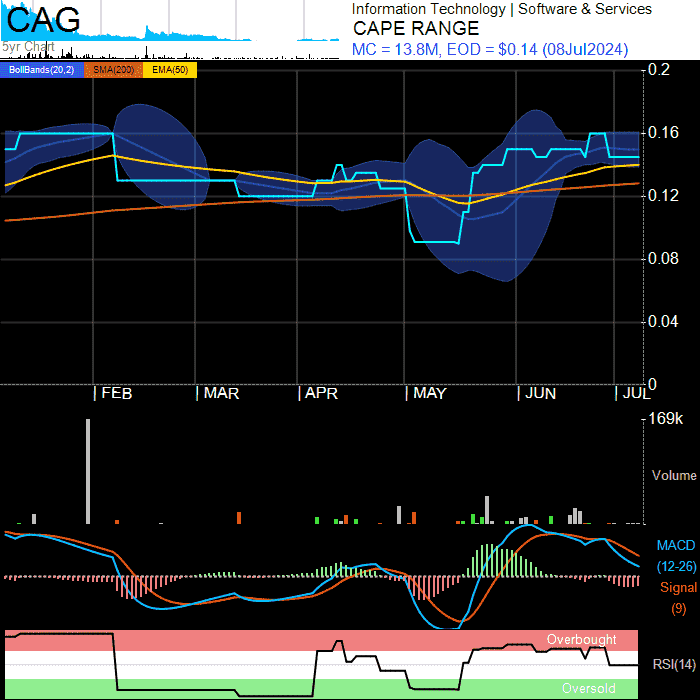 CAG
5yr Chart
Information Technology | Software & Services
CAPE RANGE
MC = 13.8M, EOD = $0.14 (08Jul2024)
BollBands(20,2) SMA(200) EMA(50)
0.2
0.16
0.12
0.08
0.04
0
| FEB | MAR | APR | MAY | JUN | JUL
169k
Volume
MACD
(12-26)
Signal
(9)
Overbought
RSI(14)
Oversold